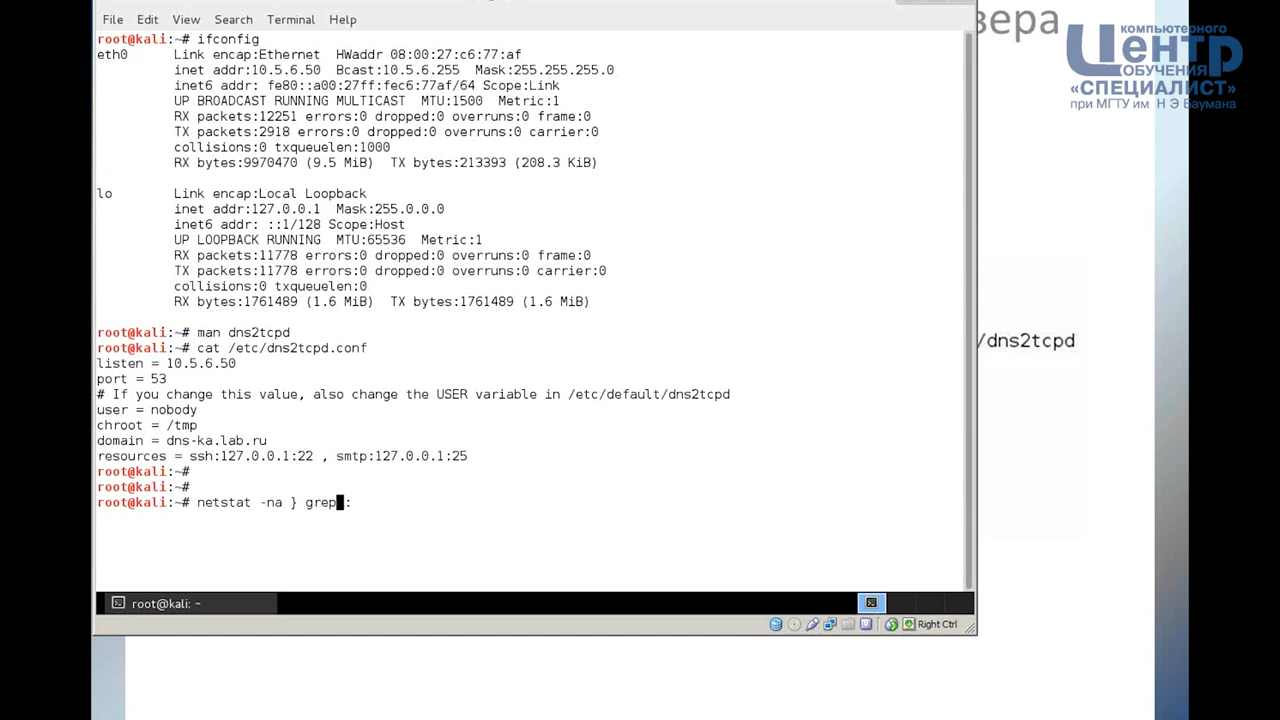 вера
компьютерного
Центр
ОБУЧЕНИЯ
«СПЕЦИАЛИСТ»
при МГТУ им Н Э Баумана
File Edit View Search Terminal Help
root@kali:~# ifconfig
eth0 Link encap:Ethernet HWaddr 08:00:27:c6:77:af
inet addr:10.5.6.50 Bcast:10.5.6.255 Mask:255.255.255.0
inet6 addr: fe80::a00:27ff:fec6:77af/64 Scope:Link
UP BROADCAST RUNNING MULTICAST MTU:1500 Metric:1
RX packets:12251 errors:0 dropped:0 overruns:0 frame:0
TX packets:2918 errors:0 dropped:0 overruns:0 carrier:0
collisions:0 txqueuelen:1000
RX bytes:9970470 (9.5 MiB) TX bytes:213393 (208.3 KiB)
lo Link encap:Local Loopback
inet addr:127.0.0.1 Mask:255.0.0.0
inet6 addr: ::1/128 Scope:Host
UP LOOPBACK RUNNING MTU:65536 Metric:1
RX packets:11778 errors:0 dropped:0 overruns:0 frame:0
TX packets:11778 errors:0 dropped:0 overruns:0 carrier:0
collisions:0 txqueuelen:0
RX bytes:1761489 (1.6 MiB) TX bytes:1761489 (1.6 MiB)
root@kali:~# man dns2tcpd
root@kali:~# cat /etc/dns2tcpd.conf
listen = 10.5.6.50
port = 53
# If you change this value, also change the USER variable in /etc/default/dns2tcpd
user = nobody
chroot = /tmp
domain = dns-ka.lab.ru
resources = ssh:127.0.0.1:22 , smtp:127.0.0.1:25
root@kali:~#
root@kali:~#
root@kali:~# netstat -na } grep :
/dns2tcpd
root@kali: ~
Right Ctrl